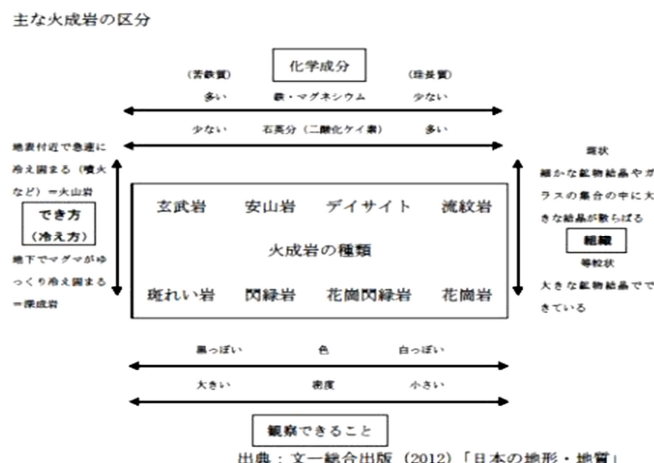 主な火成岩の区分
化学成分
(苦鉄質)
(珪長質)
多い 鉄・マグネシウム 少ない
少ない 石英分(二酸化ケイ素) 多い
地表付近で急速に
冷え固まる(噴火
など)=火山岩
でき方
(冷え方)
地下でマグマがゆ
っくり冷え固まる
=深成岩
玄武岩 安山岩 デイサイト 流紋岩
火成岩の種類
斑れい岩 閃緑岩 花崗閃緑岩 花崗岩
斑状
細かな鉱物結晶やガ
ラスの集合の中に大
きな結晶が散らばる
組織
等粒状
大きな鉱物結晶でで
きている
黒っぽい 色 白っぽい
大きい 密度 小さい
観察できること
出典:文一総合出版(2012)「日本の地形・地質」